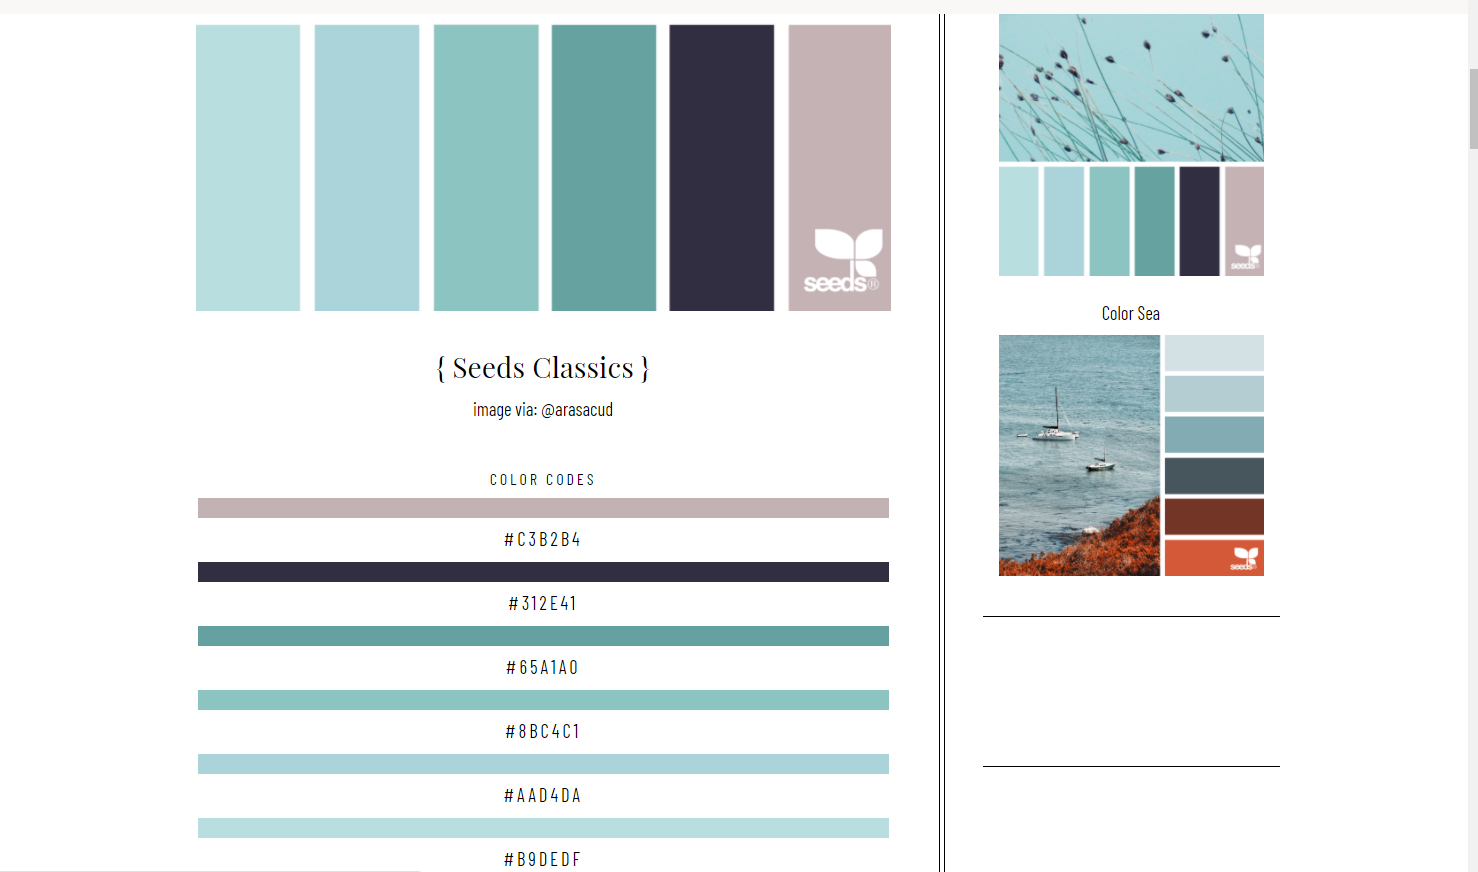 seeds®
{ Seeds Classics }
image via: @arasacud
COLOR CODES
#C3B2B4
#312E41
#65A1A0
#8BC4C1
#AAD4DA
#B9DEDF
seeds®
Color Sea
seeds®